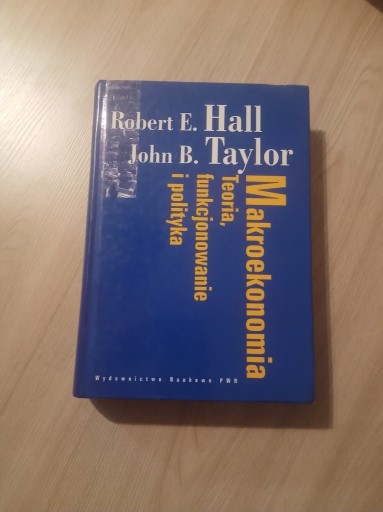 Robert E. Hall
John B. Taylor
Makroekonomia
Teoria,
funkcjonowanie
i polityka
Wydawnictwo Naukowe PWN